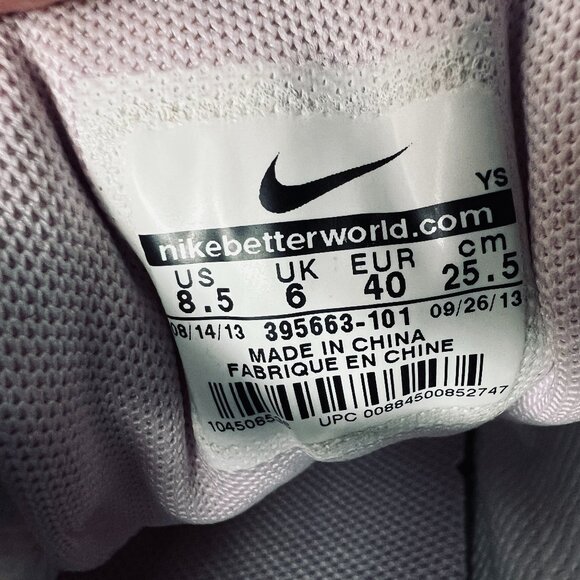 YS
nikebetterworld.com
US UK EUR cm
8.5 6 40 25.5
08/14/13 395663-101 09/26/13
MADE IN CHINA
FABRIQUE EN CHINE
UPC 00884500852747